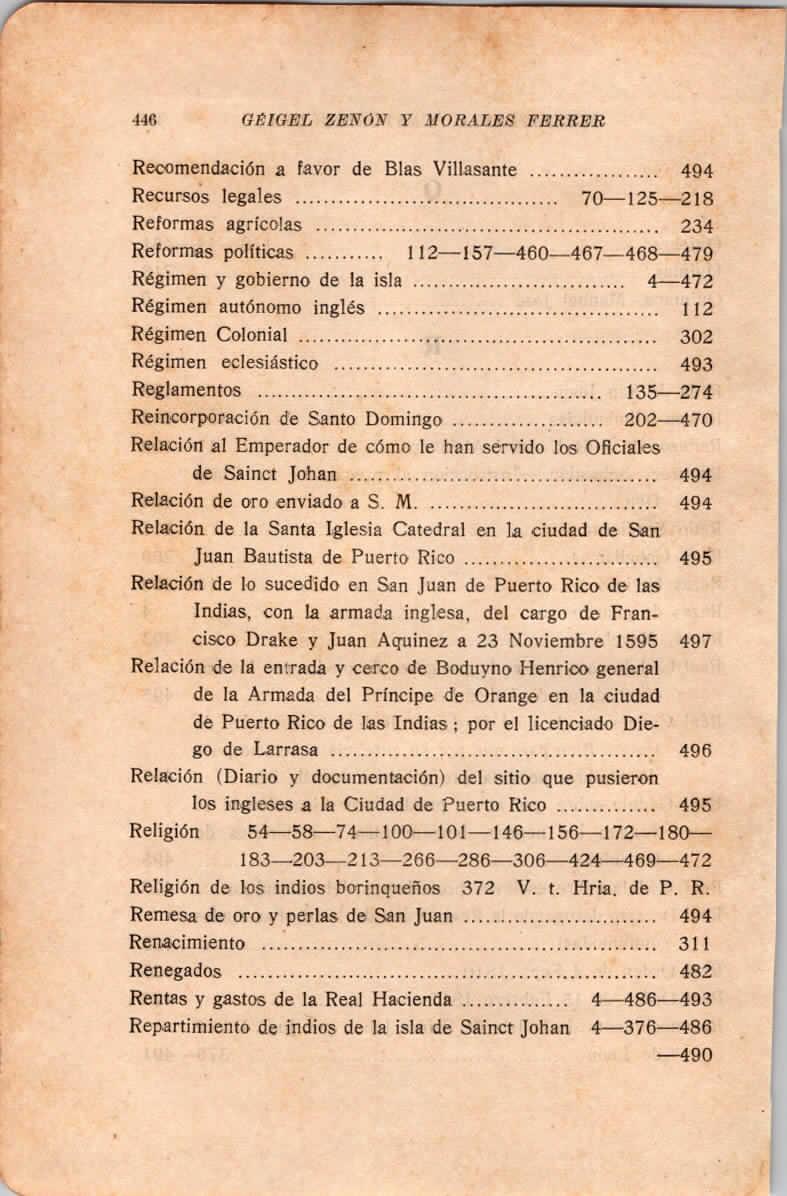 446 GÉIGEL ZENÓN Y MORALES FERRER
Recomendación a favor de Blas Villasante .................. 494
Recursos legales .................................... 70—125—218
Reformas agrícolas ............................................... 234
Reformas políticas ........... 112—157—460—467—468—479
Régimen y gobierno de la isla ............................. 4—472
Régimen autónomo inglés ....................................... 112
Régimen Colonial ................................................. 302
Régimen eclesiástico ............................................ 493
Reglamentos ............................................... 135—274
Reincorporación de Santo Domingo ..................... 202—470
Relación al Emperador de cómo le han servido los Oficiales
de Sainct Johan .......................................... 494
Relación de oro enviado a S. M. ............................... 494
Relación de la Santa Iglesia Catedral en la ciudad de San
Juan Bautista de Puerto Rico ........................... 495
Relación de lo sucedido en San Juan de Puerto Rico de las
Indias, con la armada inglesa, del cargo de Fran-
cisco Drake y Juan Aquinez a 23 Noviembre 1595 497
Relación de la entrada y cerco de Boduyno Henrico general
de la Armada del Príncipe de Orange en la ciudad
de Puerto Rico de las Indias ; por el licenciado Die-
go de Larrasa ............................................ 496
Relación (Diario y documentación) del sitio que pusieron
los ingleses a la Ciudad de Puerto Rico .............. 495
Religión 54—58—74—100—101—146—156—172—180—
183—203—213—266—286—306—424—469—472
Religión de los indios borinqueños 372 V. t. Hria. de P. R.
Remesa de oro y perlas de San Juan .......................... 494
Renacimiento ...................................................... 311
Renegados ......................................................... 482
Rentas y gastos de la Real Hacienda ............... 4—486—493
Repartimiento de indios de la isla de Sainct Johan 4—376—486
—490